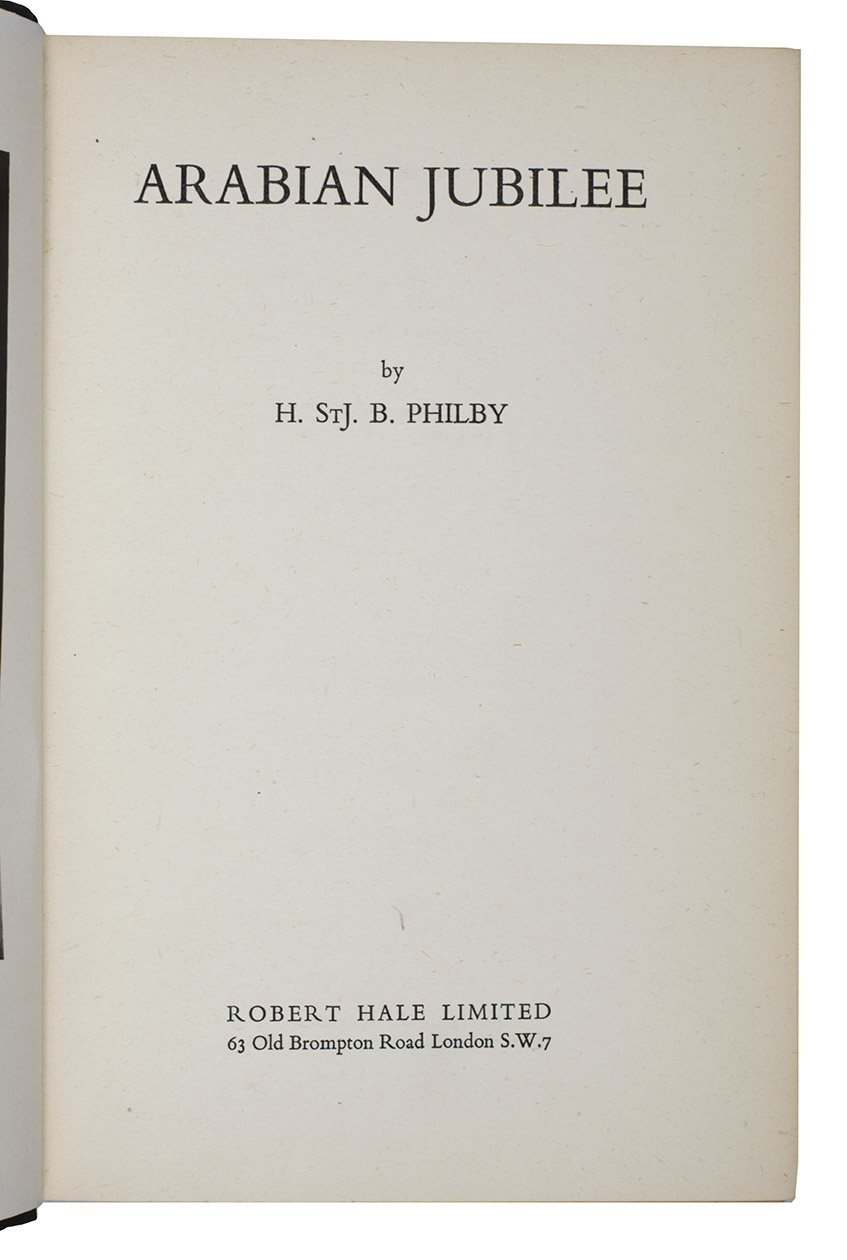 ARABIAN JUBILEE
by
H. STJ. B. PHILBY
ROBERT HALE LIMITED
63 Old Brompton Road London S.W.7